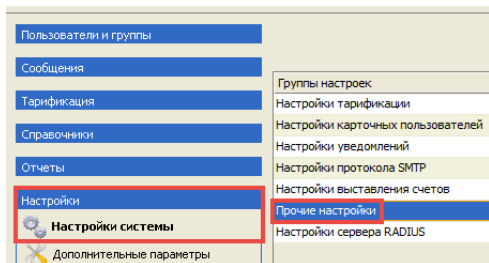 Пользователи и группы
Сообщения
Тарификация
Справочники
Отчеты
Настройки
Настройки системы
Дополнительные параметры
Группы настроек
Настройки тарификации
Настройки карточных пользователей
Настройки уведомлений
Настройки протокола SMTP
Настройки выставления счетов
Прочие настройки
Настройки сервера RADIUS